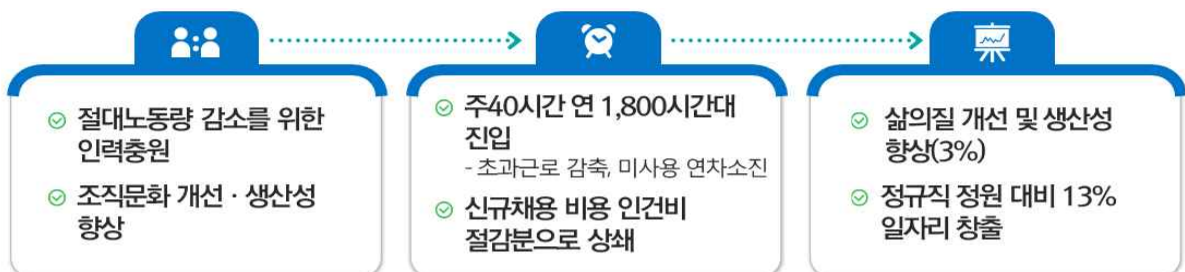 절대노동량 감소를 위한
인력충원
조직문화 개선 · 생산성
향상
주40시간 연 1,800시간대
진입
- 초과근로 감축, 미사용 연차소진
신규채용 비용 인건비
절감분으로 상쇄
삶의질 개선 및 생산성
향상(3%)
정규직 정원 대비 13%
일자리 창출